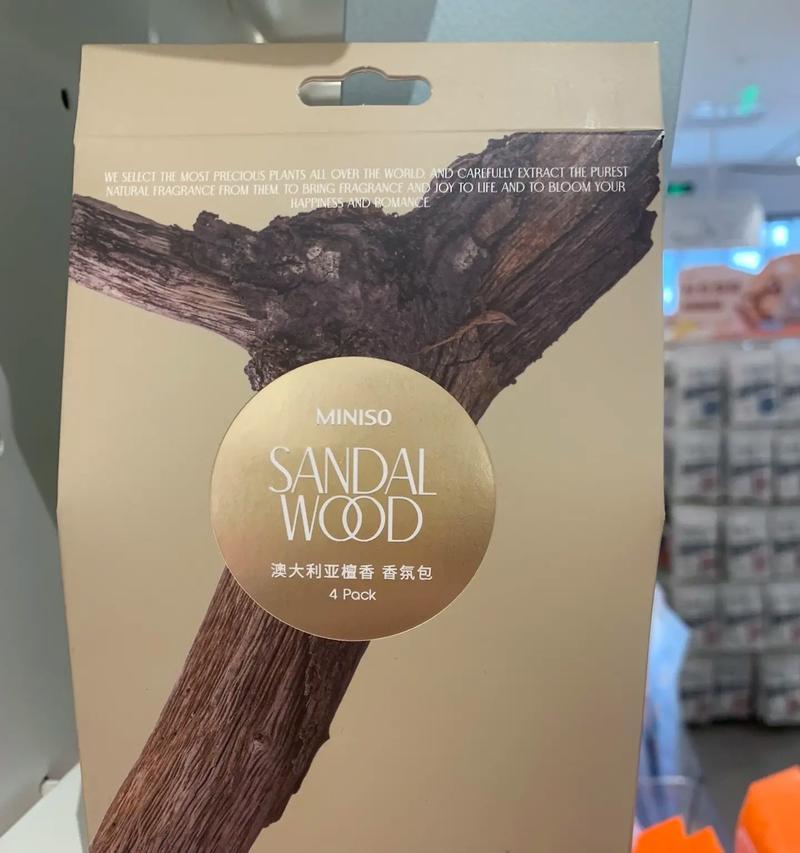 WE SELECT THE MOST PRECIOUS PLANTS ALL OVER THE WORLD, AND CAREFULLY EXTRACT THE PUREST
NATURAL FRAGRANCE FROM THEM, TO BRING FRAGRANCE AND JOY TO LIFE, AND TO BLOOM YOUR
HAPPINESS AND ROMANCE.
MINISO
SANDAL
WOOD
澳大利亚檀香 香氛包
4 Pack